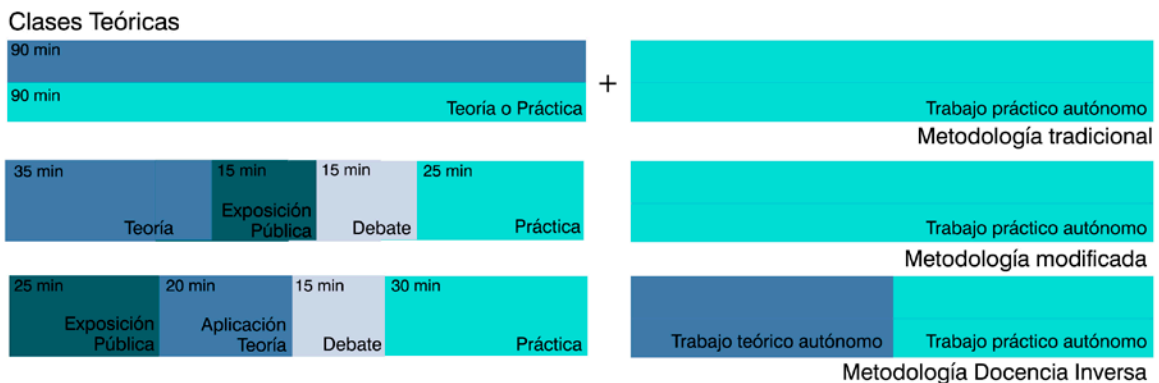 Clases Teóricas
90 min
90 min
Teoría o Práctica
+
Trabajo práctico autónomo
Metodología tradicional
35 min
Teoría
15 min
Exposición
Pública
15 min
Debate
25 min
Práctica
Trabajo práctico autónomo
Metodología modificada
25 min
Exposición
Pública
20 min
Aplicación
Teoría
15 min
Debate
30 min
Práctica
Trabajo teórico autónomo
Trabajo práctico autónomo
Metodología Docencia Inversa